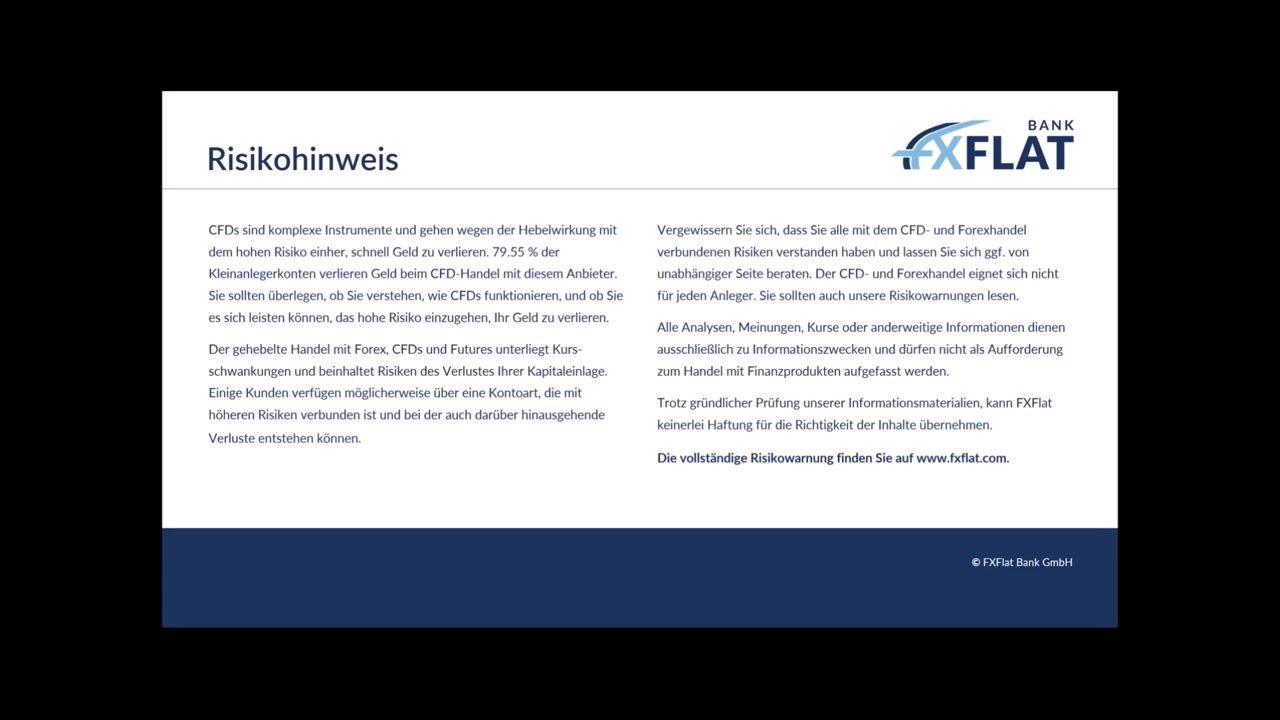 Risikohinweis
BANK
FXFLAT
CFDs sind komplexe Instrumente und gehen wegen der Hebelwirkung mit
dem hohen Risiko einher, schnell Geld zu verlieren. 79.55 % der
Kleinanlegerkonten verlieren Geld beim CFD-Handel mit diesem Anbieter.
Sie sollten überlegen, ob Sie verstehen, wie CFDs funktionieren, und ob Sie
es sich leisten können, das hohe Risiko einzugehen, Ihr Geld zu verlieren.
Der gehebelte Handel mit Forex, CFDs und Futures unterliegt Kurs-
schwankungen und beinhaltet Risiken des Verlustes Ihrer Kapitaleinlage.
Einige Kunden verfügen möglicherweise über eine Kontoart, die mit
höheren Risiken verbunden ist und bei der auch darüber hinausgehende
Verluste entstehen können.
Vergewissern Sie sich, dass Sie alle mit dem CFD- und Forexhandel
verbundenen Risiken verstanden haben und lassen Sie sich ggf. von
unabhängiger Seite beraten. Der CFD- und Forexhandel eignet sich nicht
für jeden Anleger. Sie sollten auch unsere Risikowarnungen lesen.
Alle Analysen, Meinungen, Kurse oder anderweitige Informationen dienen
ausschließlich zu Informationszwecken und dürfen nicht als Aufforderung
zum Handel mit Finanzprodukten aufgefasst werden.
Trotz gründlicher Prüfung unserer Informationsmaterialien, kann FXFlat
keinerlei Haftung für die Richtigkeit der Inhalte übernehmen.
Die vollständige Risikowarnung finden Sie auf www.fxflat.com.
© FXFlat Bank GmbH